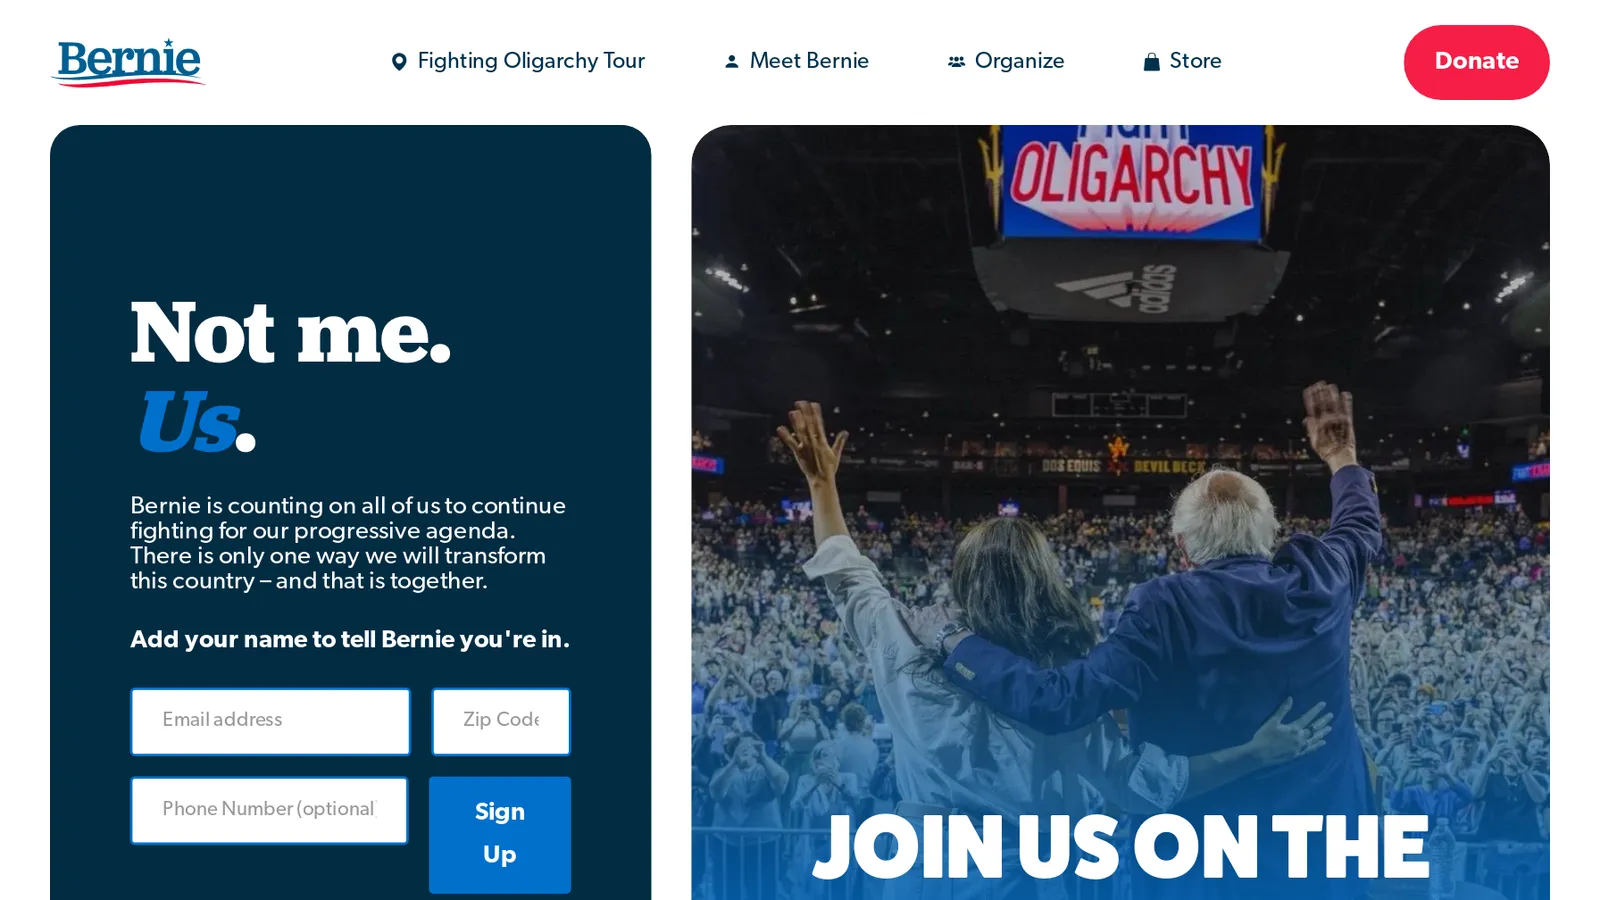 Bernie
Fighting Oligarchy Tour
Meet Bernie
Organize
Store
Donate
Not me.
Us.
Bernie is counting on all of us to continue
fighting for our progressive agenda.
There is only one way we will transform
this country – and that is together.
Add your name to tell Bernie you're in.
Email address
Zip Code
Phone Number (optional)
Sign
Up
OLIGARCHY
adidas
DOS EQUIS
DEVIL DECK
JOIN US ON THE